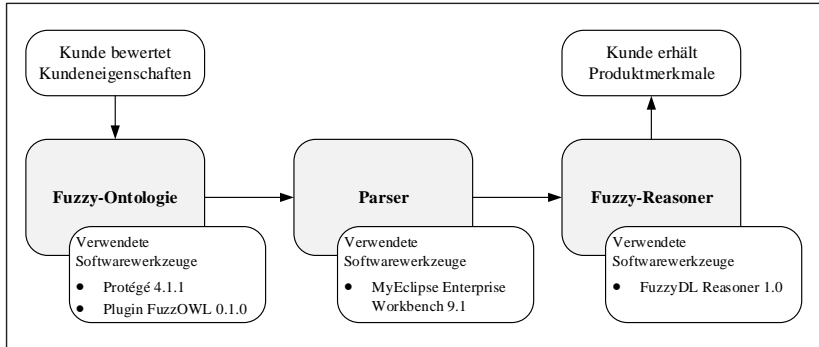 Kunde bewertet
Kundeneigenschaften
Kunde erhält
Produktmerkmale
Fuzzy-Ontologie
Parser
Fuzzy-Reasoner
Verwendete
Softwarewerkzeuge
● Protégé 4.1.1
● Plugin FuzzOWL 0.1.0
Verwendete
Softwarewerkzeuge
● MyEclipse Enterprise
Workbench 9.1
Verwendete
Softwarewerkzeuge
● FuzzyDL Reasoner 1.0